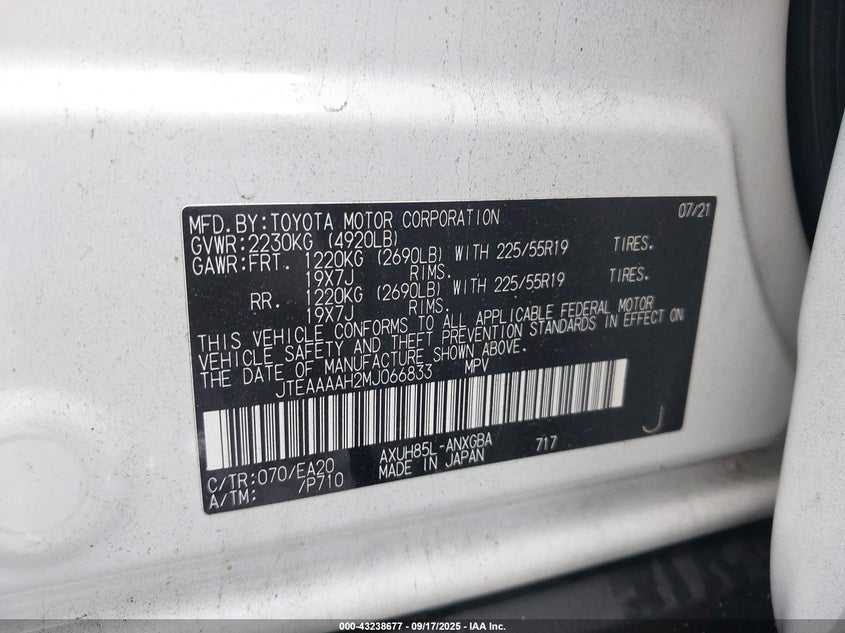 MFD.BY:TOYOTA MOTOR CORPORATION 07/21
GVWR:2230KG (4920LB)
GAWR:FRT. 1220KG (2690LB) WITH 225/55R19 TIRES.
19X7J RIMS.
RR. 1220KG (2690LB) WITH 225/55R19 TIRES.
19X7J RIMS.
THIS VEHICLE CONFORMS TO ALL APPLICABLE FEDERAL MOTOR
VEHICLE SAFETY AND THEFT PREVENTION STANDARDS IN EFFECT ON
THE DATE OF MANUFACTURE SHOWN ABOVE.
JTEAAAAH2MJ066833 MPV
J
C/TR:070/EA20 AXUH85L-ANXGBA 717
A/TM: /P710 MADE IN JAPAN
000-43238677 - 09/17/2025 - IAA Inc.